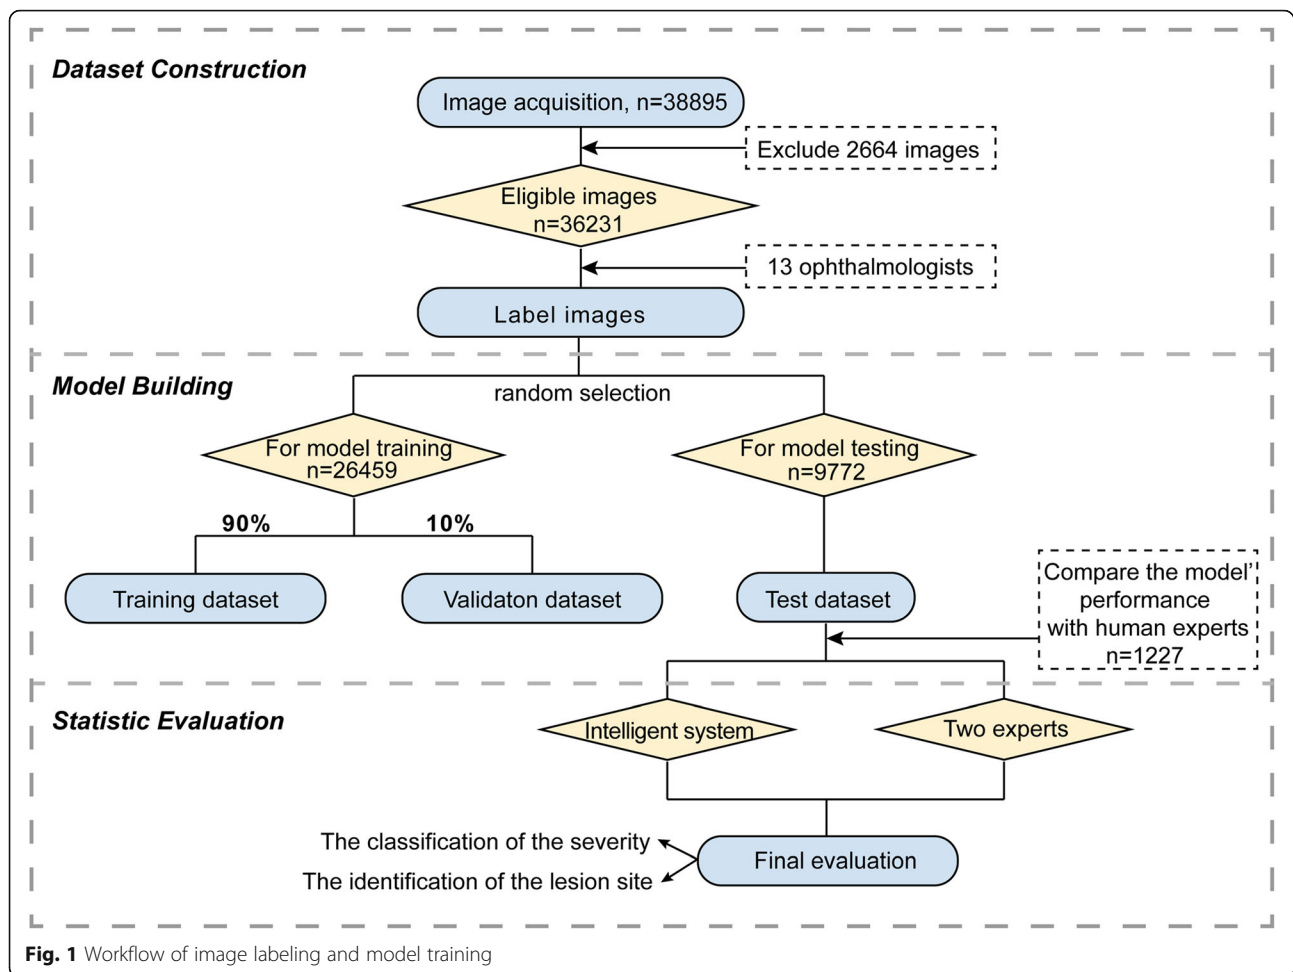 Dataset Construction
Image acquisition, n=38895
Exclude 2664 images
Eligible images
n=36231
13 ophthalmologists
Label images
Model Building
random selection
For model training
n=26459
For model testing
n=9772
90%
10%
Training dataset
Validaton dataset
Test dataset
Compare the model'
performance
with human experts
n=1227
Statistic Evaluation
Intelligent system
Two experts
The classification of the severity
The identification of the lesion site
Final evaluation
Fig. 1 Workflow of image labeling and model training